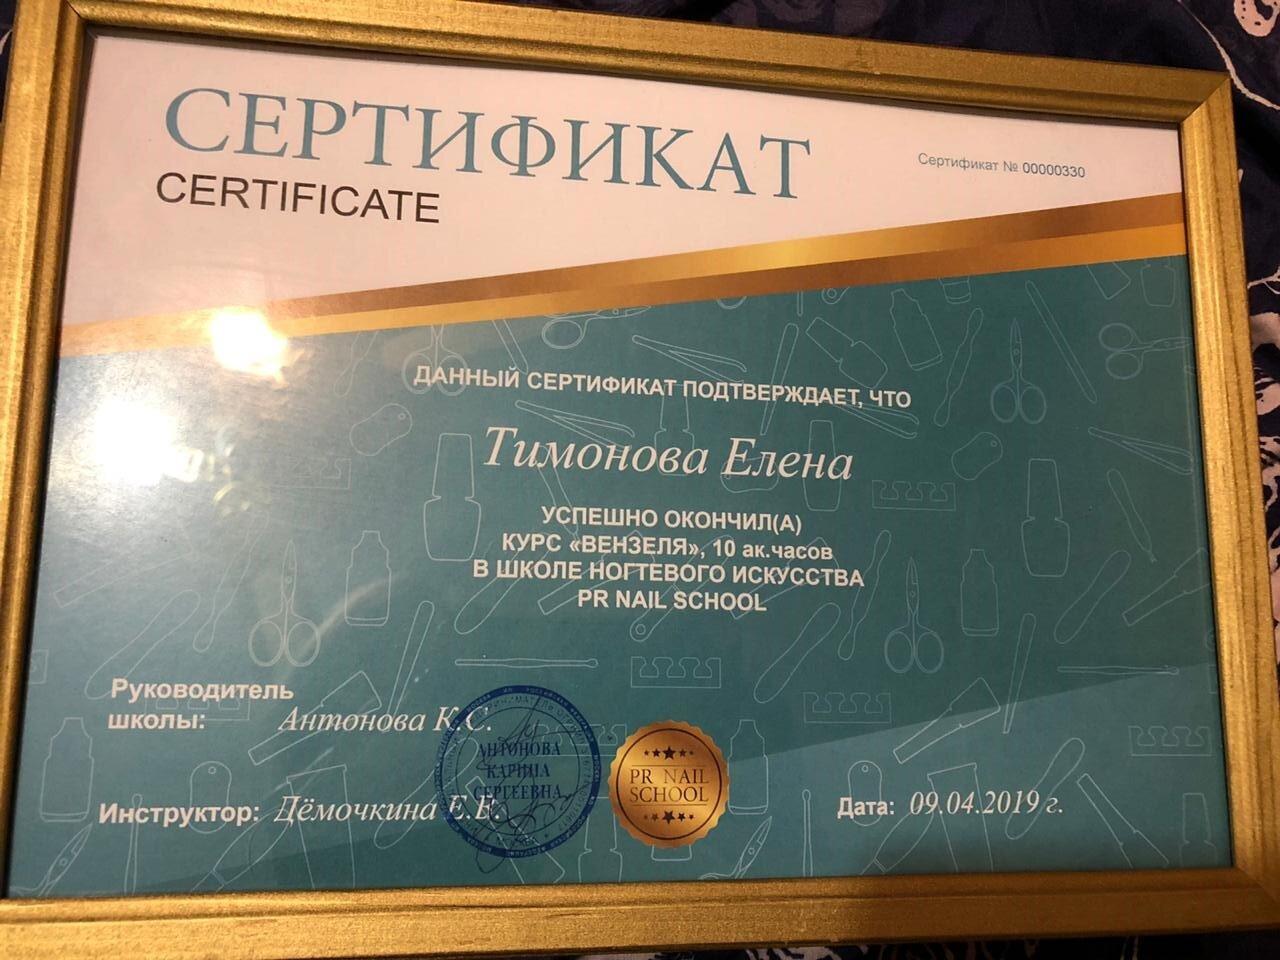 СЕРТИФИКАТ
CERTIFICATE
Сертификат № 00000330
ДАННЫЙ СЕРТИФИКАТ ПОДТВЕРЖДАЕТ, ЧТО
Тимонова Елена
УСПЕШНО ОКОНЧИЛ(А)
КУРС «ВЕНЗЕЛЯ», 10 ак.часов
В ШКОЛЕ НОГТЕВОГО ИСКУССТВА
PR NAIL SCHOOL
Руководитель
школы: Антонова К.С.
АНТОНОВА
КАРИНА
СЕРГЕЕВНА
PR NAIL
SCHOOL
Инструктор: Дёмочкина Е.В.
Дата: 09.04.2019 г.